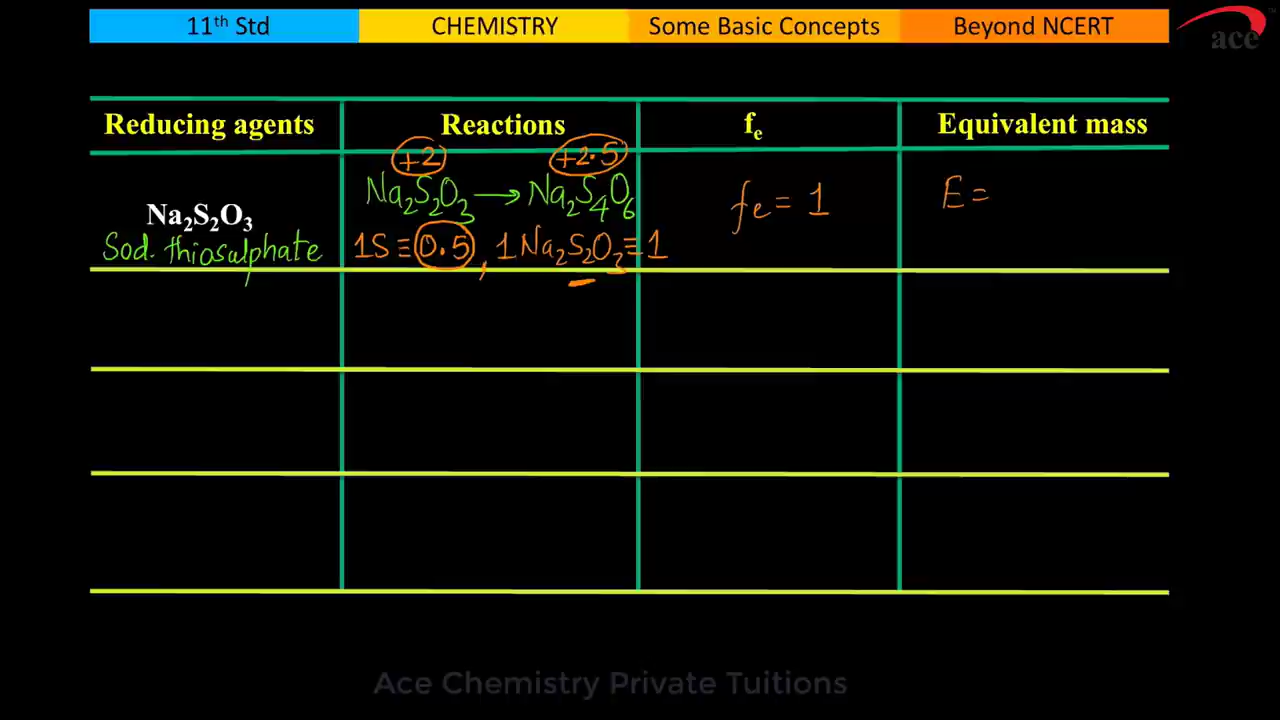 11th Std CHEMISTRY Some Basic Concepts Beyond NCERT
ace
Reducing agents Reactions fₑ Equivalent mass
+2 +2.5
Na₂S₂O₃ → Na₂S₄O₆
Na₂S₂O₃ fₑ = 1 E =
Sod. thiosulphate 1S ≡ 0.5, 1Na₂S₂O₃ ≡ 1
Ace Chemistry Private Tuitions